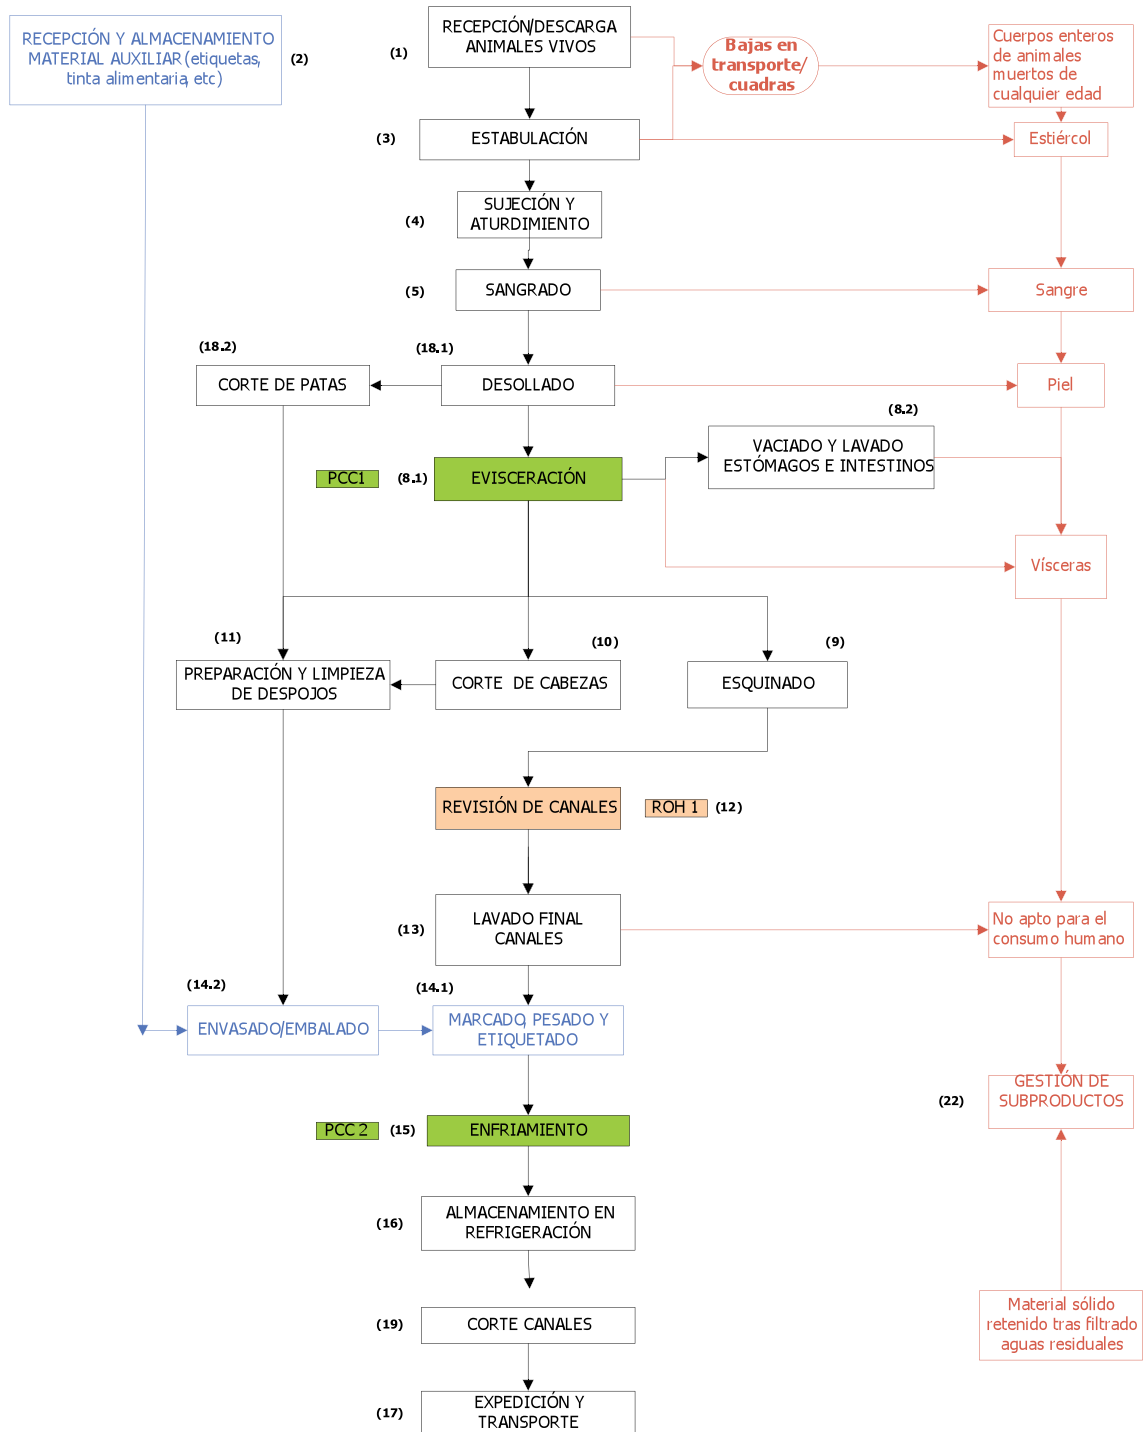 RECEPCIÓN Y ALMACENAMIENTO
MATERIAL AUXILIAR (etiquetas,
tinta alimentaria, etc)
(2)
(1)
RECEPCIÓN/DESCARGA
ANIMALES VIVOS
Bajas en
transporte/
cuadras
Cuerpos enteros
de animales
muertos de
cualquier edad
(3)
ESTABULACIÓN
Estiércol
(4)
SUJECIÓN Y
ATURDIMIENTO
(5)
SANGRADO
Sangre
(18.2)
CORTE DE PATAS
(18.1)
DESOLLADO
Piel
(8.2)
VACIADO Y LAVADO
ESTÓMAGOS E INTESTINOS
PCC1
(8.1)
EVISCERACIÓN
Vísceras
(11)
PREPARACIÓN Y LIMPIEZA
DE DESPOJOS
(10)
CORTE DE CABEZAS
(9)
ESQUINADO
REVISIÓN DE CANALES
ROH 1
(12)
(13)
LAVADO FINAL
CANALES
No apto para el
consumo humano
(14.2)
ENVASADO/EMBALADO
(14.1)
MARCADO, PESADO Y
ETIQUETADO
(22)
GESTIÓN DE
SUBPRODUCTOS
PCC 2
(15)
ENFRIAMIENTO
(16)
ALMACENAMIENTO EN
REFRIGERACIÓN
(19)
CORTE CANALES
Material sólido
retenido tras filtrado
aguas residuales
(17)
EXPEDICIÓN Y
TRANSPORTE